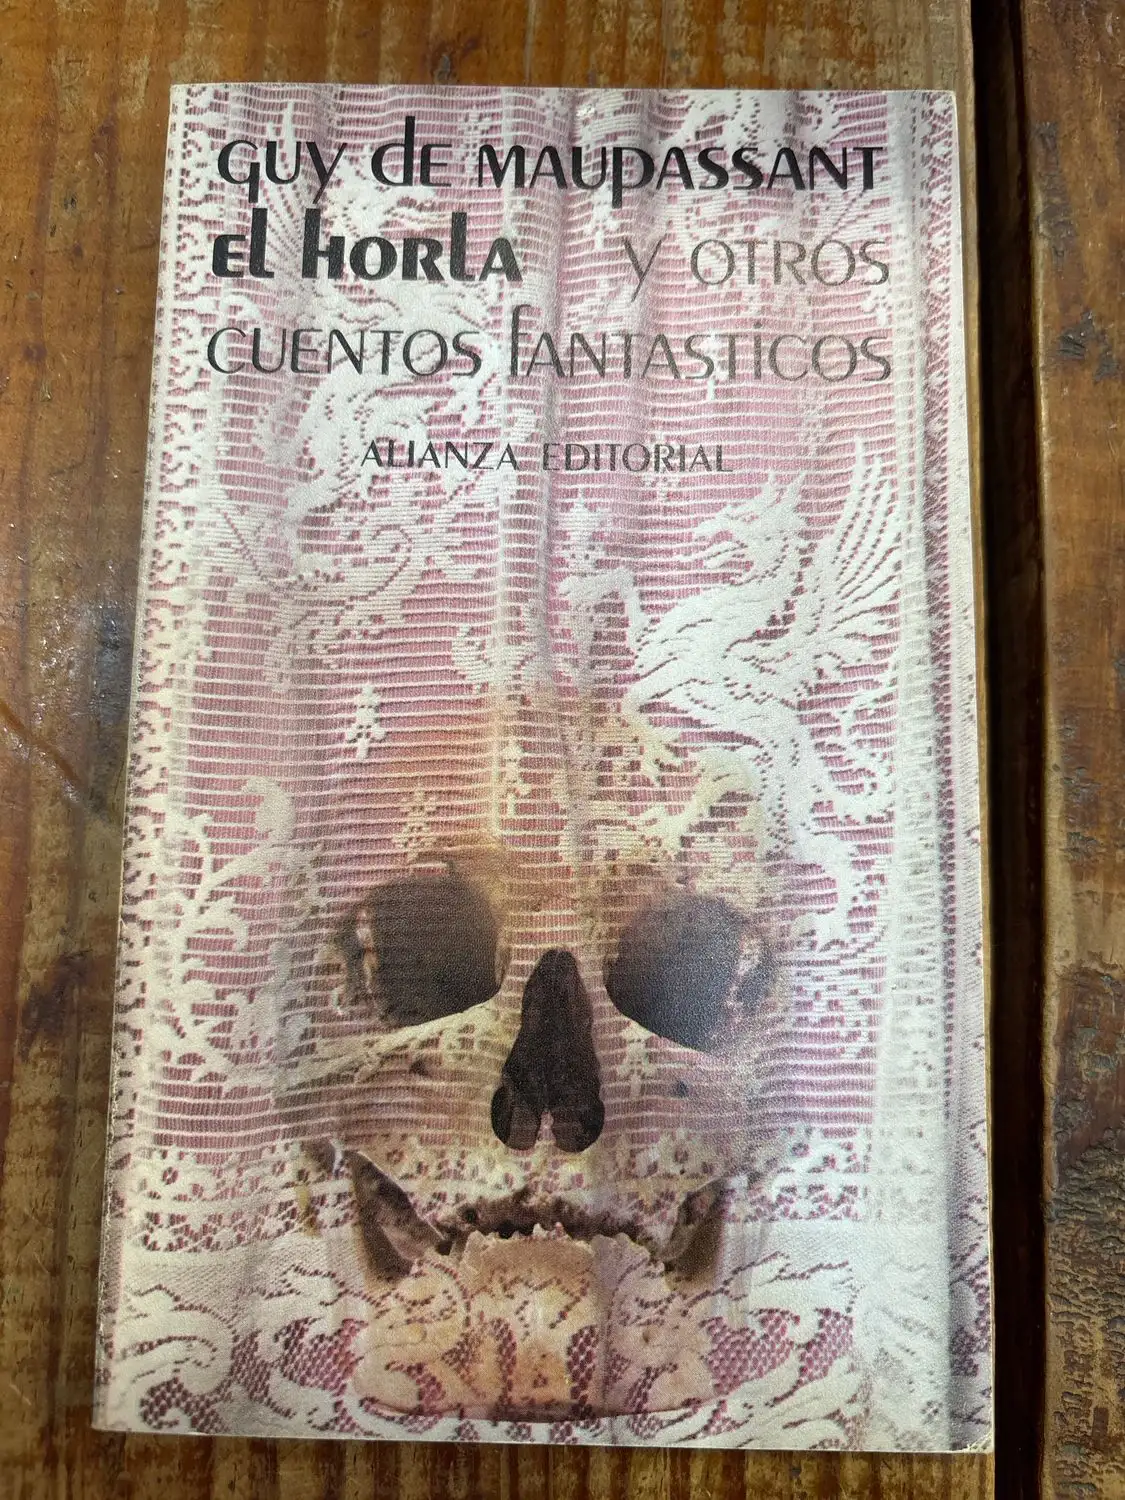 GUY dE MAUPASSANT
El HORLA y OTROS
CUENTOS FANTASTICOS
ALIANZA EDITORIAL